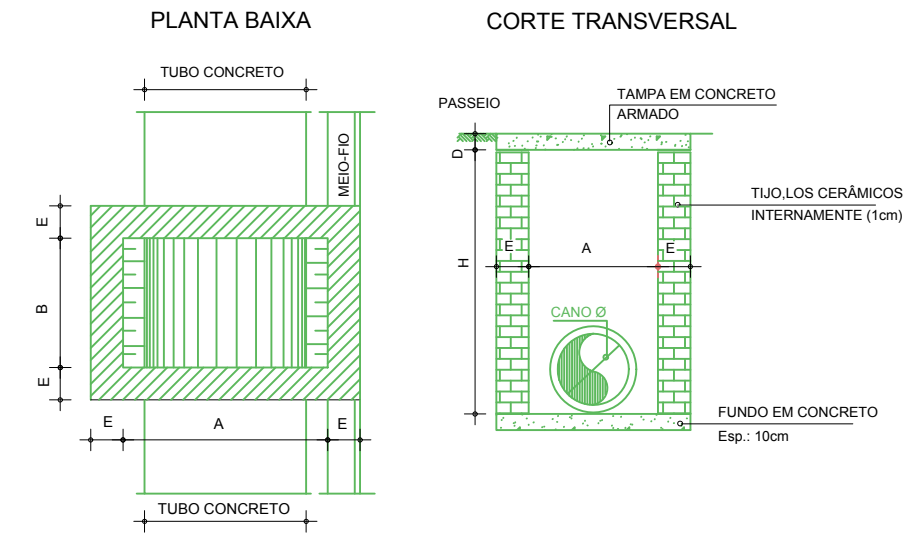 PLANTA BAIXA
TUBO CONCRETO
MEIO-FIO
E
B
E
E
A
E
TUBO CONCRETO
CORTE TRANSVERSAL
PASSEIO
TAMPA EM CONCRETO
ARMADO
D
TIJO,LOS CERÂMICOS
INTERNAMENTE (1cm)
E
A
E
H
CANO Ø
FUNDO EM CONCRETO
Esp.: 10cm